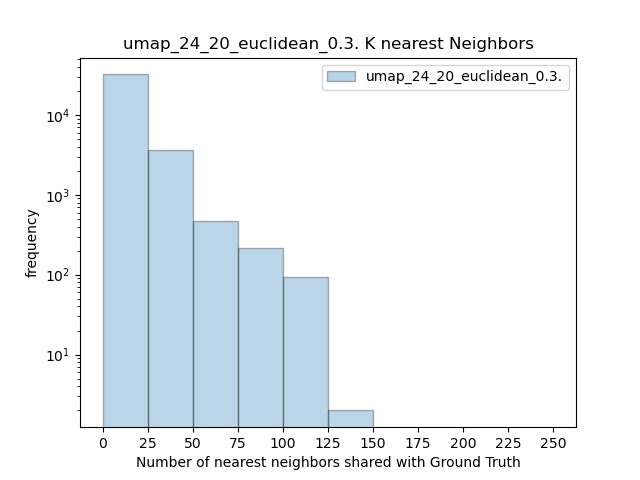 umap_24_20_euclidean_0.3. K nearest Neighbors
umap_24_20_euclidean_0.3.
10^4
10^3
10^2
10^1
frequency
0 25 50 75 100 125 150 175 200 225 250
Number of nearest neighbors shared with Ground Truth